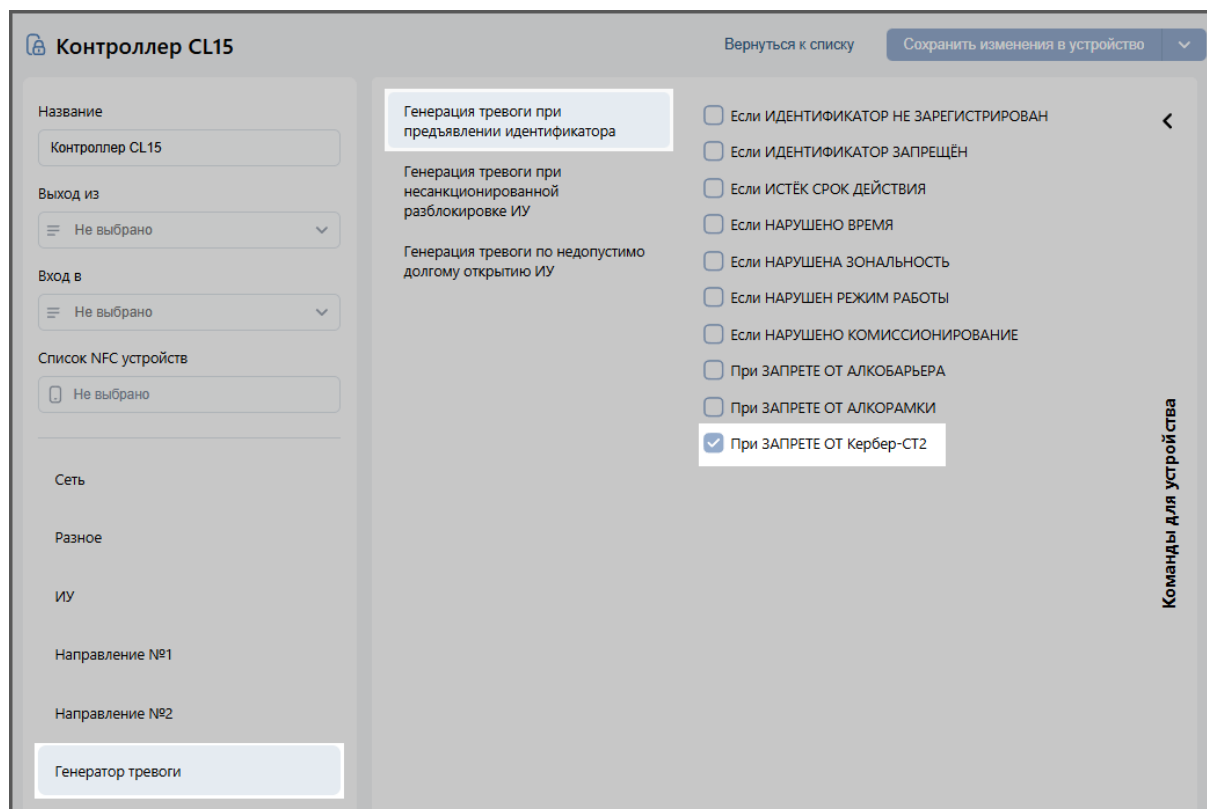 Контроллер CL15
Вернуться к списку
Сохранить изменения в устройство
Название
Контроллер CL15
Выход из
Не выбрано
Вход в
Не выбрано
Список NFC устройств
Не выбрано
Сеть
Разное
ИУ
Направление №1
Направление №2
Генератор тревоги
Генерация тревоги при
предъявлении идентификатора
Генерация тревоги при
несанкционированной
разблокировке ИУ
Генерация тревоги по недопустимо
долгому открытию ИУ
Если ИДЕНТИФИКАТОР НЕ ЗАРЕГИСТРИРОВАН
Если ИДЕНТИФИКАТОР ЗАПРЕЩЁН
Если ИСТЁК СРОК ДЕЙСТВИЯ
Если НАРУШЕНО ВРЕМЯ
Если НАРУШЕНА ЗОНАЛЬНОСТЬ
Если НАРУШЕН РЕЖИМ РАБОТЫ
Если НАРУШЕНО КОМИССИОНИРОВАНИЕ
При ЗАПРЕТЕ ОТ АЛКОБАРЬЕРА
При ЗАПРЕТЕ ОТ АЛКОРАМКИ
При ЗАПРЕТЕ ОТ Кербер-СТ2
Команды для устройства